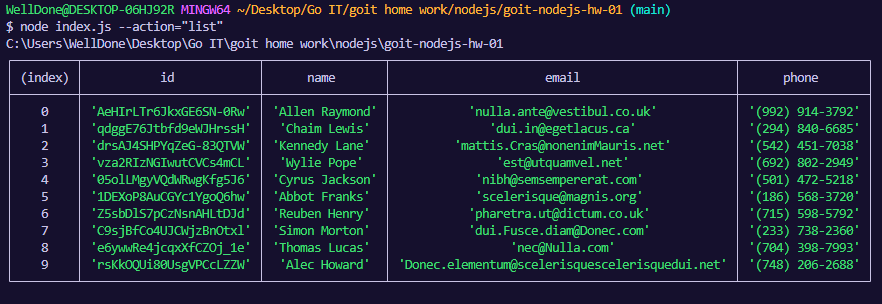 WellDone@DESKTOP-06HJ92R MINGW64 ~/Desktop/Go IT/goit home work/nodejs/goit-nodejs-hw-01 (main)
$ node index.js --action="list"
C:\Users\WellDone\Desktop\Go IT\goit home work\nodejs\goit-nodejs-hw-01
(index) id name email phone
0 'AeHIrLTr6JkxGE6SN-0Rw' 'Allen Raymond' 'nulla.ante@vestibul.co.uk' '(992) 914-3792'
1 'qdggE76Jtbfd9eWJHrssH' 'Chaim Lewis' 'dui.in@egetlacus.ca' '(294) 840-6685'
2 'drsAJ4SHPYqZeG-83QTVW' 'Kennedy Lane' 'mattis.Cras@nonenimMauris.net' '(542) 451-7038'
3 'vza2RIzNGIwutCVCs4mCL' 'Wylie Pope' 'est@utquamvel.net' '(692) 802-2949'
4 '05olLMgyVQdWRwgKfg5J6' 'Cyrus Jackson' 'nibh@semsempererat.com' '(501) 472-5218'
5 '1DEXoP8AuCGYc1YgoQ6hw' 'Abbot Franks' 'scelerisque@magnis.org' '(186) 568-3720'
6 'Z5sbDlS7pCzNsnAHLtDJd' 'Reuben Henry' 'pharetra.ut@dictum.co.uk' '(715) 598-5792'
7 'C9sjBfCo4UJCWjzBnOtxl' 'Simon Morton' 'dui.Fusce.diam@Donec.com' '(233) 738-2360'
8 'e6ywwRe4jcqxXfCZOj_1e' 'Thomas Lucas' 'nec@Nulla.com' '(704) 398-7993'
9 'rsKkOQUi80UsgVPCcLZZW' 'Alec Howard' 'Donec.elementum@scelerisquescelerisquedui.net' '(748) 206-2688'